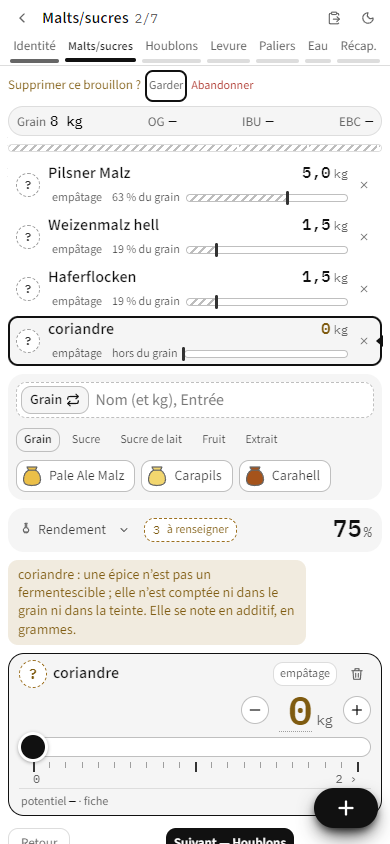 Malts/sucres 2/7
Identité Malts/sucres Houblons Levure Paliers Eau Récap.
Supprimer ce brouillon ? Garder Abandonner
Grain 8 kg OG — IBU — EBC —
? Pilsner Malz 5,0 kg ×
empâtage 63 % du grain
? Weizenmalz hell 1,5 kg ×
empâtage 19 % du grain
? Haferflocken 1,5 kg ×
empâtage 19 % du grain
? coriandre 0 kg ×
empâtage hors du grain
Grain Nom (et kg), Entrée
Grain Sucre Sucre de lait Fruit Extrait
Pale Ale Malz Carapils Carahell
Rendement 3 à renseigner 75 %
coriandre : une épice n’est pas un
fermentescible ; elle n’est comptée ni dans le
grain ni dans la teinte. Elle se note en additif, en
grammes.
? coriandre empâtage
− 0 kg +
0 2 ›
potentiel — · fiche
+
Retour Suivant — Houblons